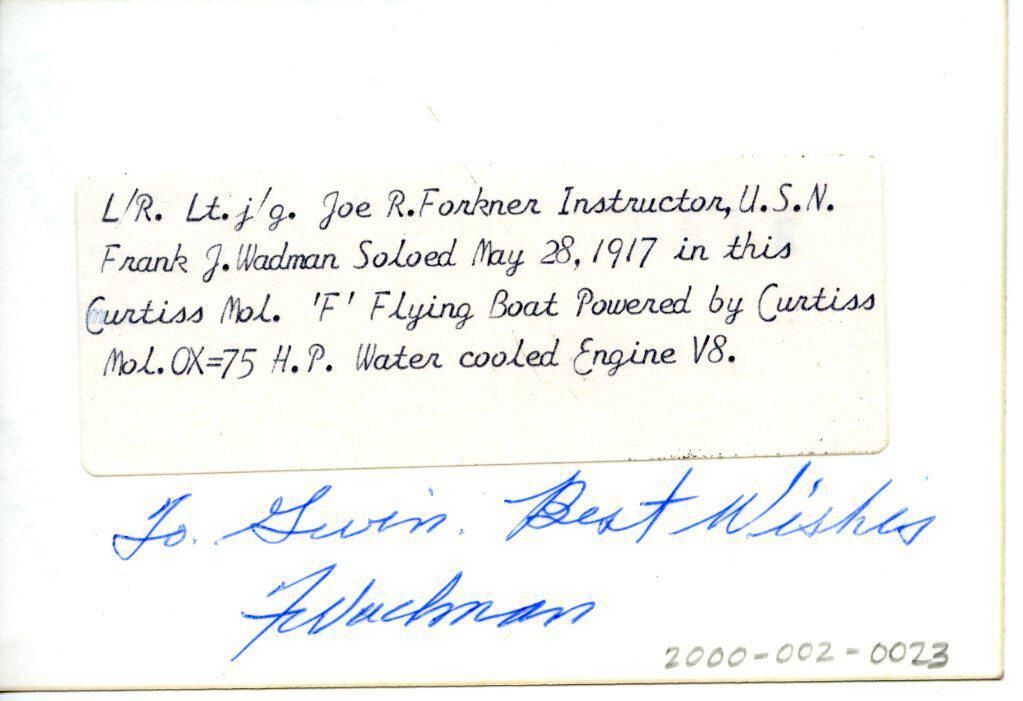 L/R. Lt. j/g. Joe R. Forkner Instructor, U.S.N.
Frank J. Wadman Soloed May 28, 1917 in this
Curtiss Mol. 'F' Flying Boat Powered by Curtiss
Mol. OX=75 H.P. Water cooled Engine V8.
To. Gwin. Best Wishes
FWadman
2000-002-0023